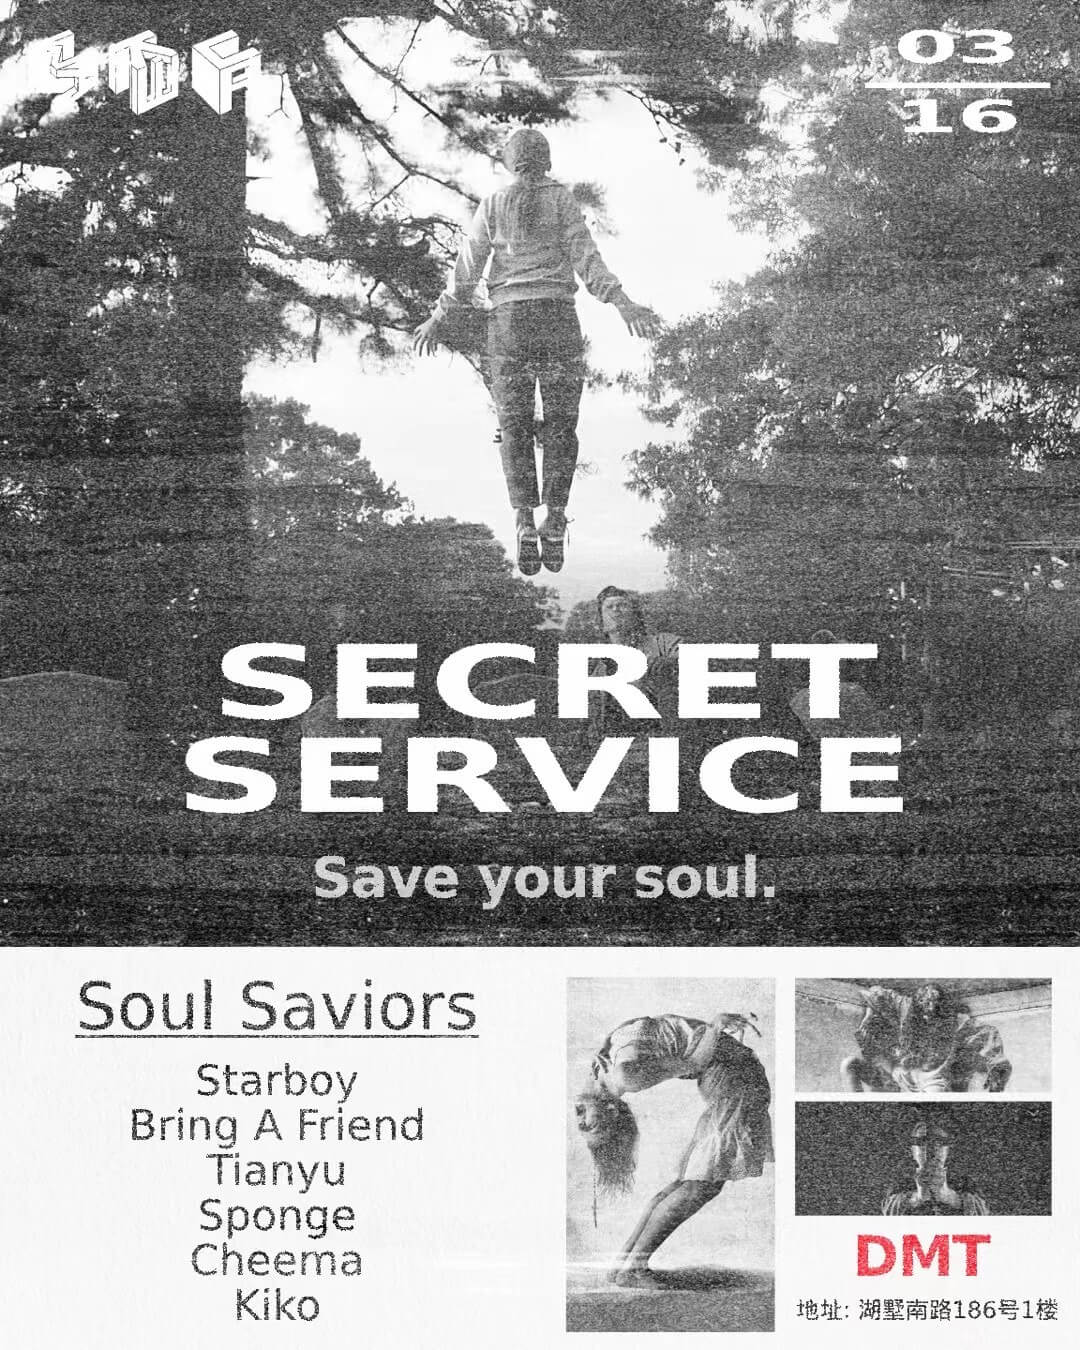 03
16
SECRET
SERVICE
Save your soul.
Soul Saviors
Starboy
Bring A Friend
Tianyu
Sponge
Cheema
Kiko
DMT
地址: 湖墅南路186号1楼